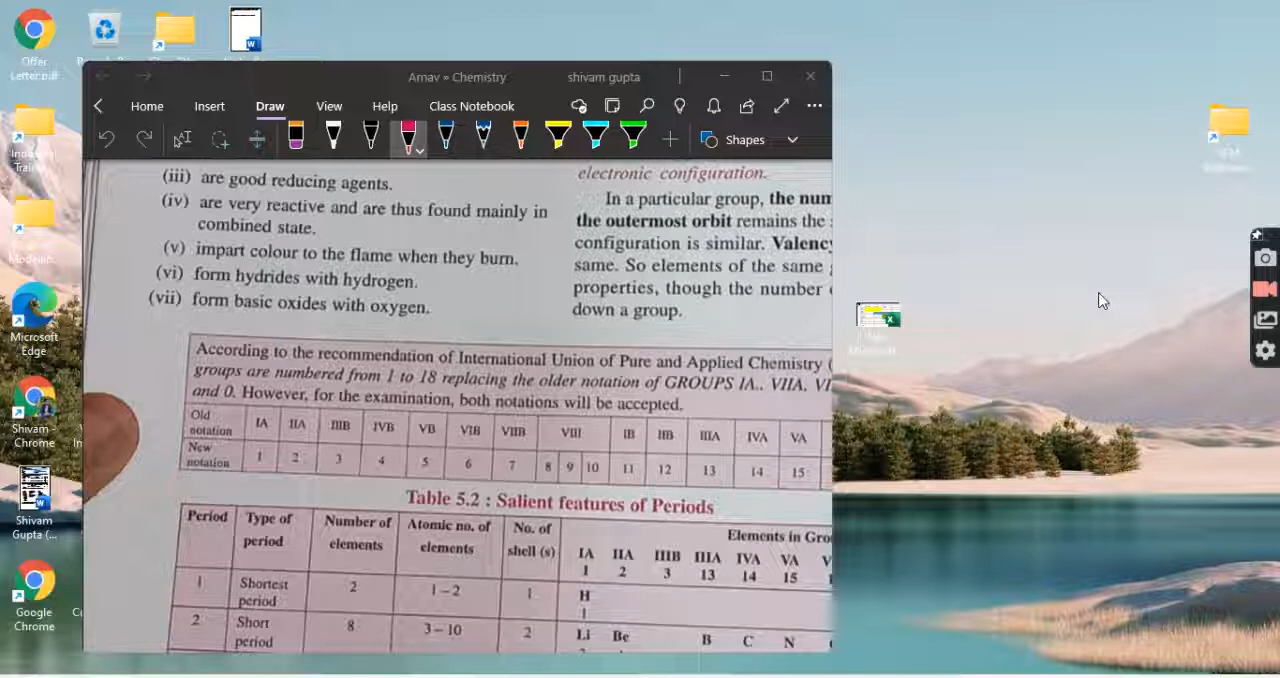 Offer
Letter.pdf
Arnav » Chemistry
shivam gupta
Home
Insert
Draw
View
Help
Class Notebook
Shapes
(iii) are good reducing agents.
(iv) are very reactive and are thus found mainly in
combined state.
(v) impart colour to the flame when they burn.
(vi) form hydrides with hydrogen.
(vii) form basic oxides with oxygen.
electronic configuration.
In a particular group, the num
the outermost orbit remains the
configuration is similar. Valency
same. So elements of the same
properties, though the number
down a group.
According to the recommendation of International Union of Pure and Applied Chemistry (
groups are numbered from 1 to 18 replacing the older notation of GROUPS IA., VIIA, VI
and 0. However, for the examination, both notations will be accepted.
Old notation IA IIA IIIB IVB VB VIB VIIB VIII IB IIB IIIA IVA VA
New notation 1 2 3 4 5 6 7 8 9 10 11 12 13 14 15
Table 5.2 : Salient features of Periods
Period Type of period Number of elements Atomic no. of elements No. of shell (s) Elements in Gro
IA IIA IIIB IIIA IVA VA V
1 2 3 13 14 15
1 Shortest period 2 1 – 2 1 H
1
2 Short period 8 3 – 10 2 Li Be B C N
Microsoft
Edge
Shivam -
Chrome
Shivam
Gupta (...
Google
Chrome